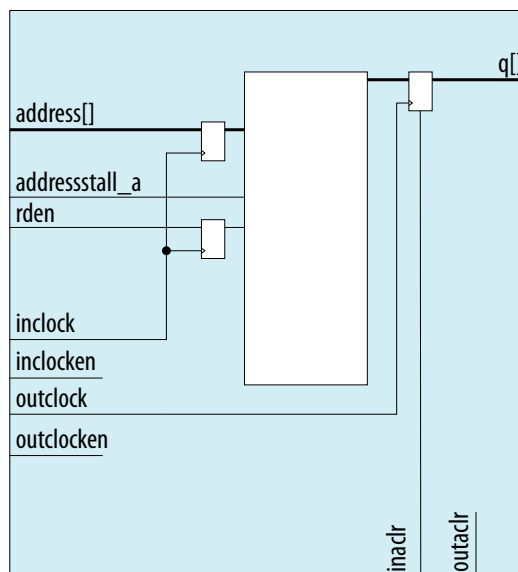 q[]
address[]
addressstall_a
rden
inclock
inclocken
outclock
outclocken
inaclr
outaclr